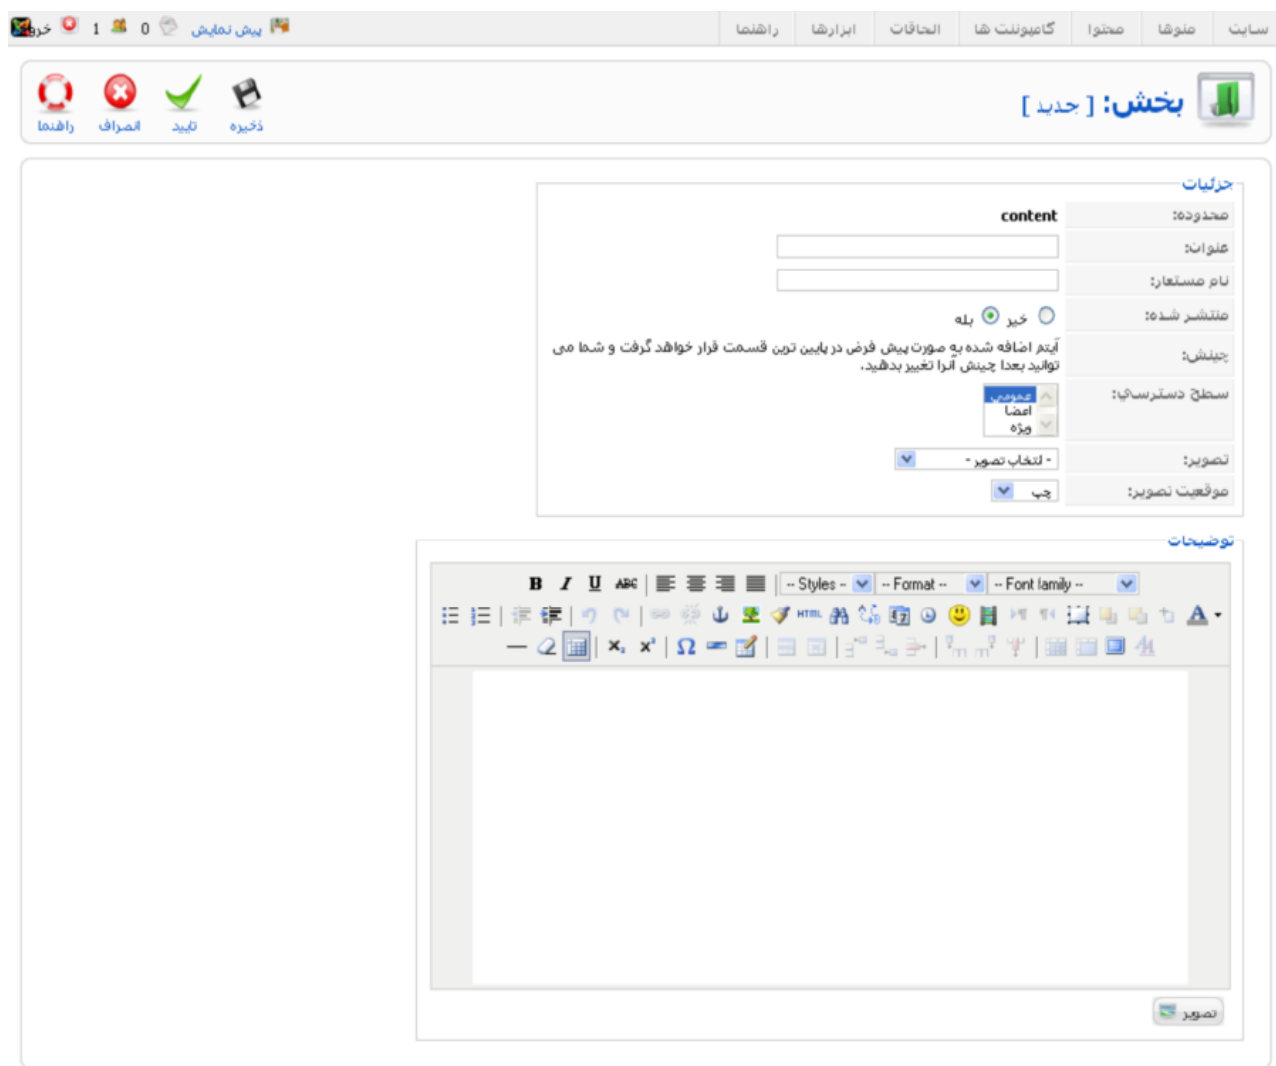 سایت منوها محتوا کامپوننت ها الحاقات ابزارها راهنما پیش نمایش 0 1
بخش: [ جدید ]
ذخیره تایید انصراف راهنما
جزئیات
محدوده: content
عنوان:
نام مستعار:
منتشر شده: خیر بله
چینش: آیتم اضافه شده به صورت پیش فرض در پایین ترین قسمت قرار خواهد گرفت و شما می
توانید بعدا چینش آنرا تغییر بدهید.
سطح دسترسي: عمومی
اعضا
ویژه
تصویر: - انتخاب تصویر -
موقعیت تصویر: چپ
توضیحات
B I U ABC -- Styles -- -- Format -- -- Font family --
HTML A
x₂ x² Ω
تصویر